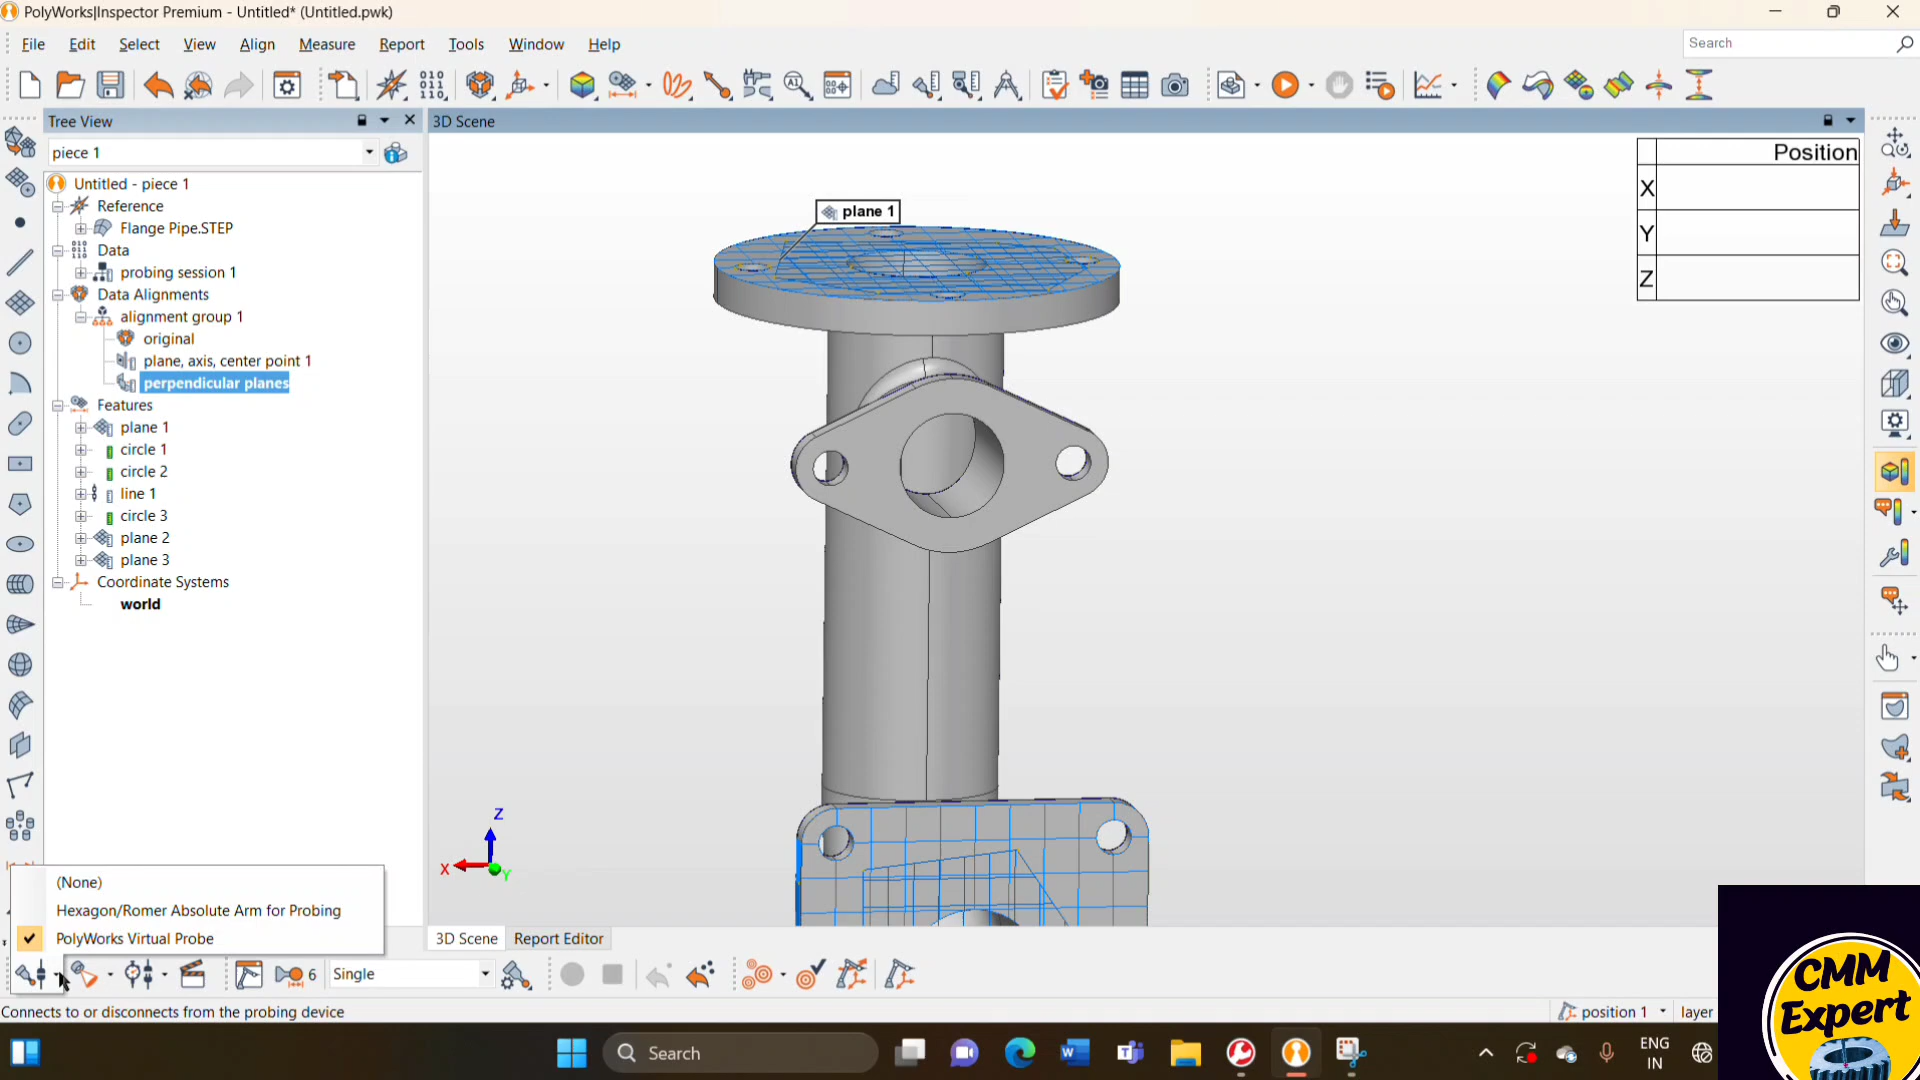 PolyWorks|Inspector Premium - Untitled* (Untitled.pwk)
File Edit Select View Align Measure Report Tools Window Help
Search
Tree View
3D Scene
piece 1
Untitled - piece 1
Reference
Flange Pipe.STEP
Data
probing session 1
Data Alignments
alignment group 1
original
plane, axis, center point 1
perpendicular planes
Features
plane 1
circle 1
circle 2
line 1
circle 3
plane 2
plane 3
Coordinate Systems
world
plane 1
Position
X
Y
Z
Z
X
Y
(None)
Hexagon/Romer Absolute Arm for Probing
PolyWorks Virtual Probe
3D Scene Report Editor
6 Single
Connects to or disconnects from the probing device
position 1 layer
Search
ENG
IN
CMM
Expert